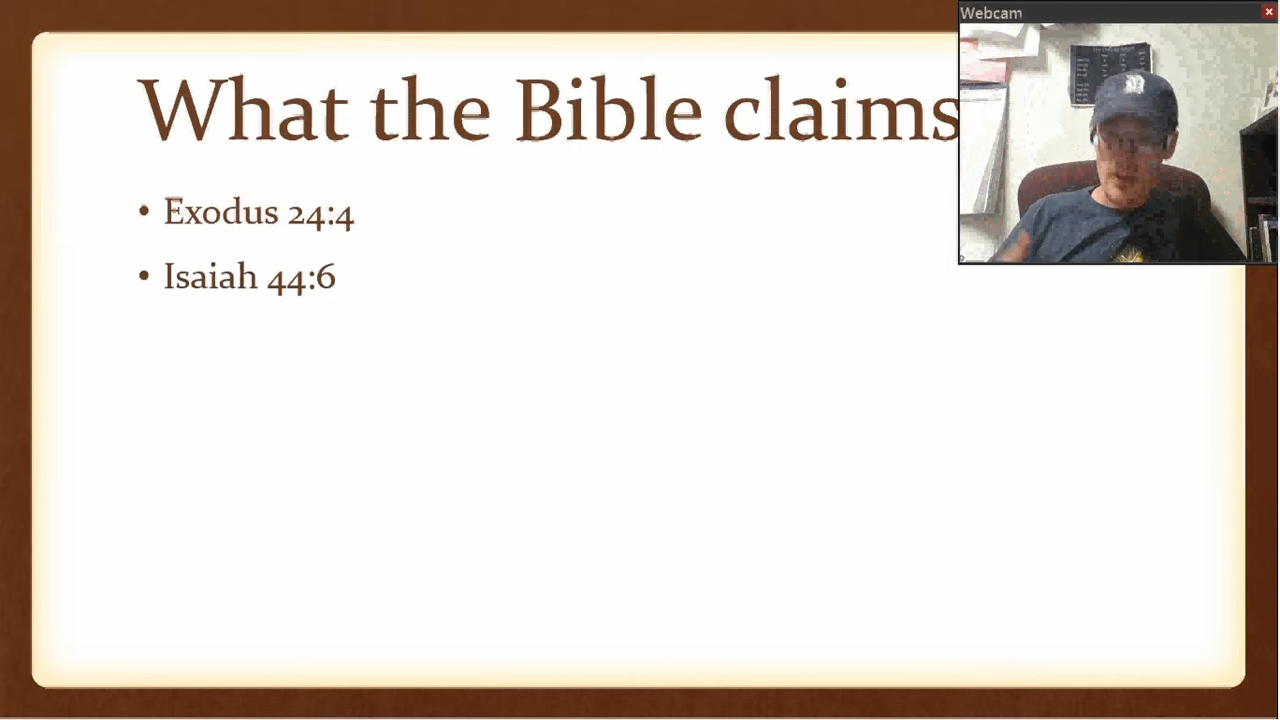 Webcam
What the Bible claims
• Exodus 24:4
• Isaiah 44:6